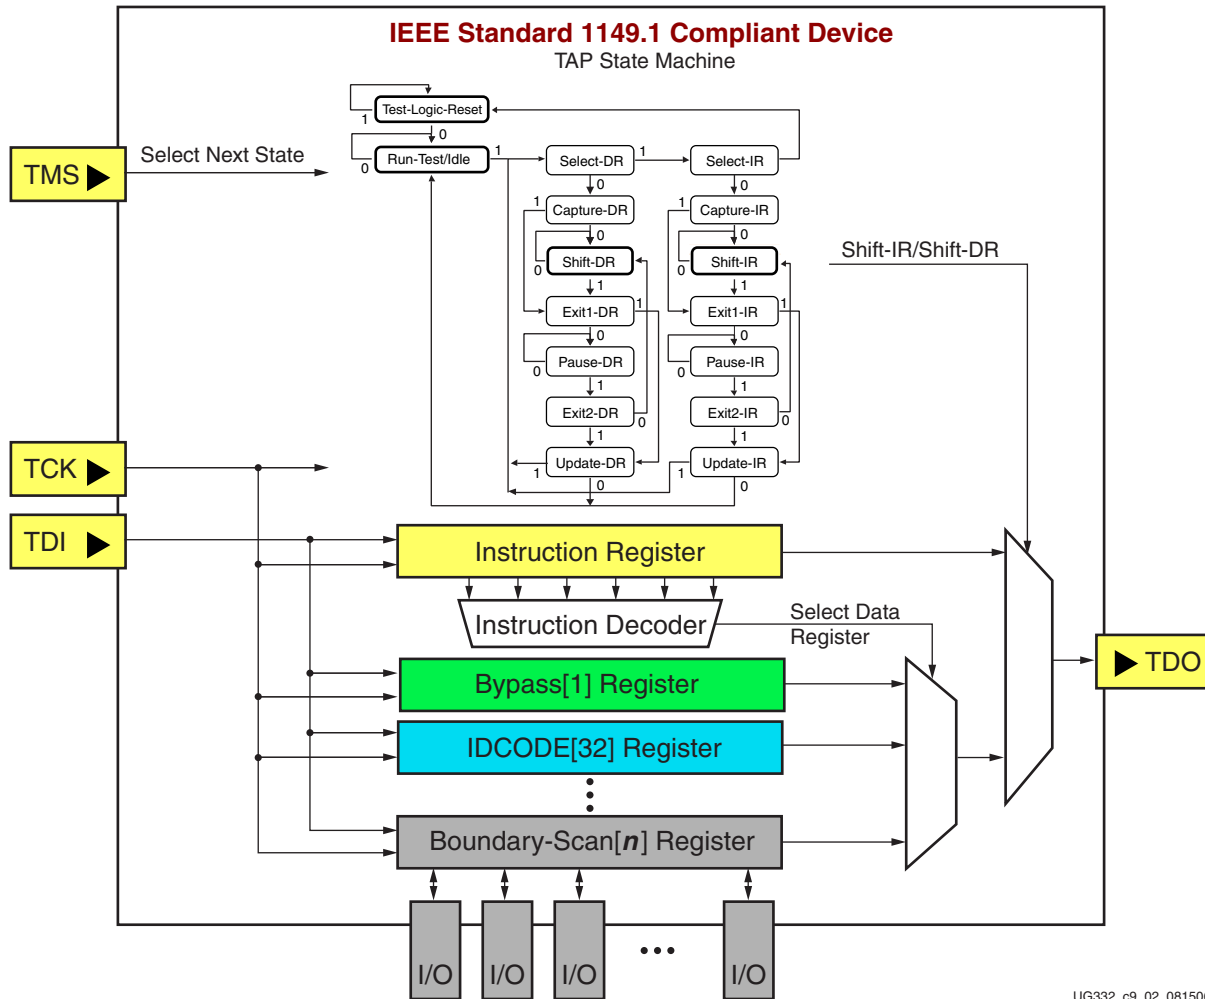 IEEE Standard 1149.1 Compliant Device
TAP State Machine
Test-Logic-Reset
1
0
TMS
Select Next State
Run-Test/Idle
0
1
Select-DR
1
Select-IR
0
0
1
Capture-DR
1
Capture-IR
0
0
Shift-DR
0
Shift-IR
0
Shift-IR/Shift-DR
1
1
Exit1-DR
1
Exit1-IR
1
0
0
Pause-DR
0
Pause-IR
0
1
1
Exit2-DR
0
Exit2-IR
0
1
1
TCK
Update-DR
1
Update-IR
1
0
0
TDI
Instruction Register
Instruction Decoder
Select Data
Register
TDO
Bypass[1] Register
IDCODE[32] Register
Boundary-Scan[n] Register
I/O
I/O
I/O
I/O
UG332_c9_02_081506